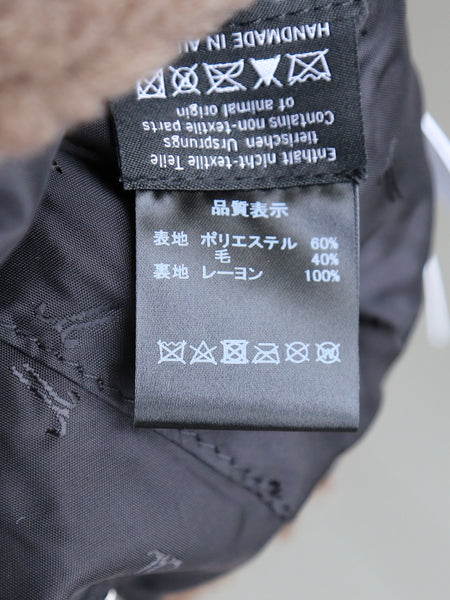 HANDMADE IN AU
Contains non-textile parts
of animal origin
Enthält nicht-textile Teile
tierischen Ursprungs
品質表示
表地 ポリエステル 60%
毛 40%
裏地 レーヨン 100%